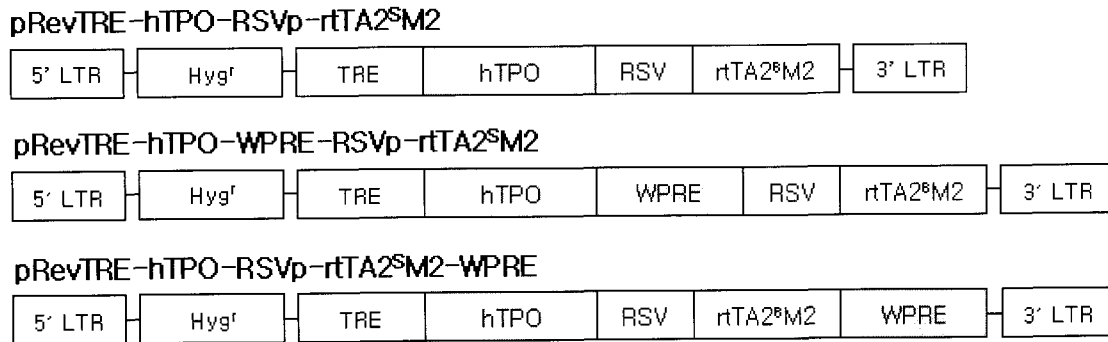 pRevTRE-hTPO-RSVp-rtTA2ˢM2
5' LTR Hygʳ TRE hTPO RSV rtTA2ˢM2 3' LTR
pRevTRE-hTPO-WPRE-RSVp-rtTA2ˢM2
5' LTR Hygʳ TRE hTPO WPRE RSV rtTA2ˢM2 3' LTR
pRevTRE-hTPO-RSVp-rtTA2ˢM2-WPRE
5' LTR Hygʳ TRE hTPO RSV rtTA2ˢM2 WPRE 3' LTR